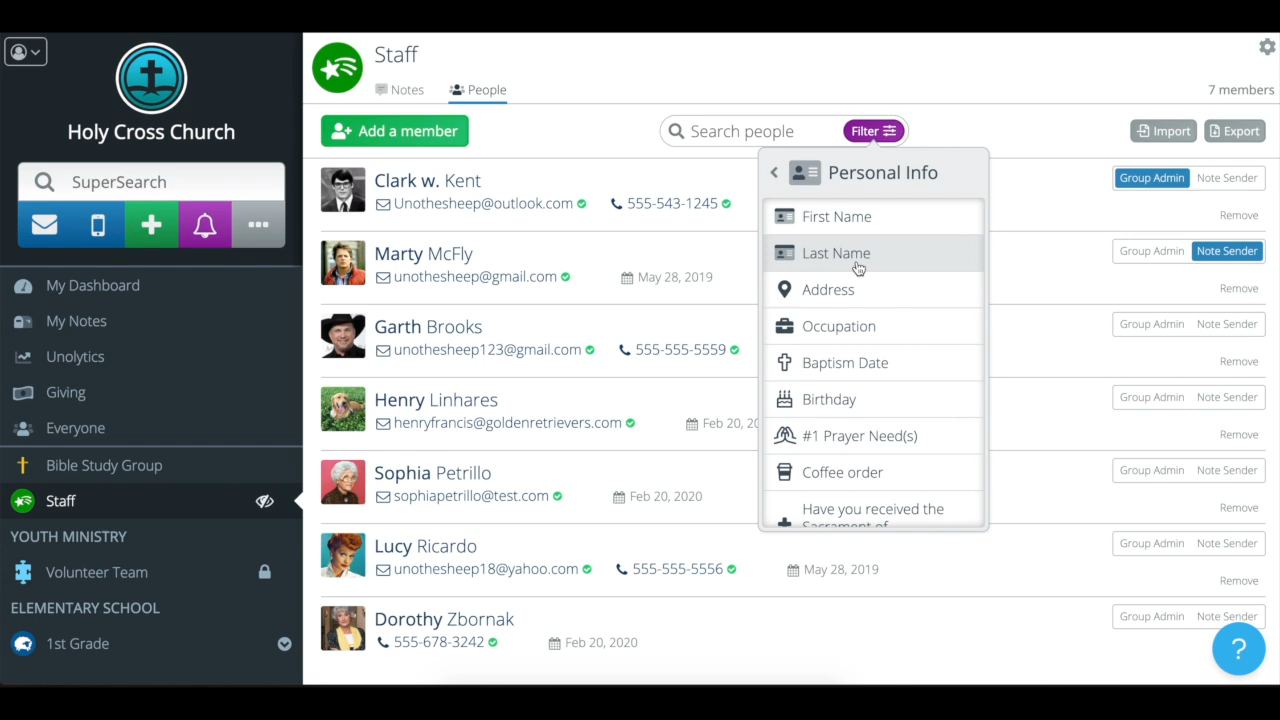 Holy Cross Church
SuperSearch
My Dashboard
My Notes
Unolytics
Giving
Everyone
Bible Study Group
Staff
YOUTH MINISTRY
Volunteer Team
ELEMENTARY SCHOOL
1st Grade
Staff
Notes People
7 members
Add a member
Search people
Filter
Import Export
Clark w. Kent
Unothesheep@outlook.com 555-543-1245
Group Admin Note Sender
Remove
Marty McFly
unothesheep@gmail.com May 28, 2019
Group Admin Note Sender
Remove
Garth Brooks
unothesheep123@gmail.com 555-555-5559
Group Admin Note Sender
Remove
Henry Linhares
henryfrancis@goldenretrievers.com Feb 20, 20
Group Admin Note Sender
Remove
Sophia Petrillo
sophiapetrillo@test.com Feb 20, 2020
Group Admin Note Sender
Remove
Lucy Ricardo
unothesheep18@yahoo.com 555-555-5556 May 28, 2019
Group Admin Note Sender
Remove
Dorothy Zbornak
555-678-3242 Feb 20, 2020
Group Admin Note Sender
Personal Info
First Name
Last Name
Address
Occupation
Baptism Date
Birthday
#1 Prayer Need(s)
Coffee order
Have you received the
Sacrament of
?